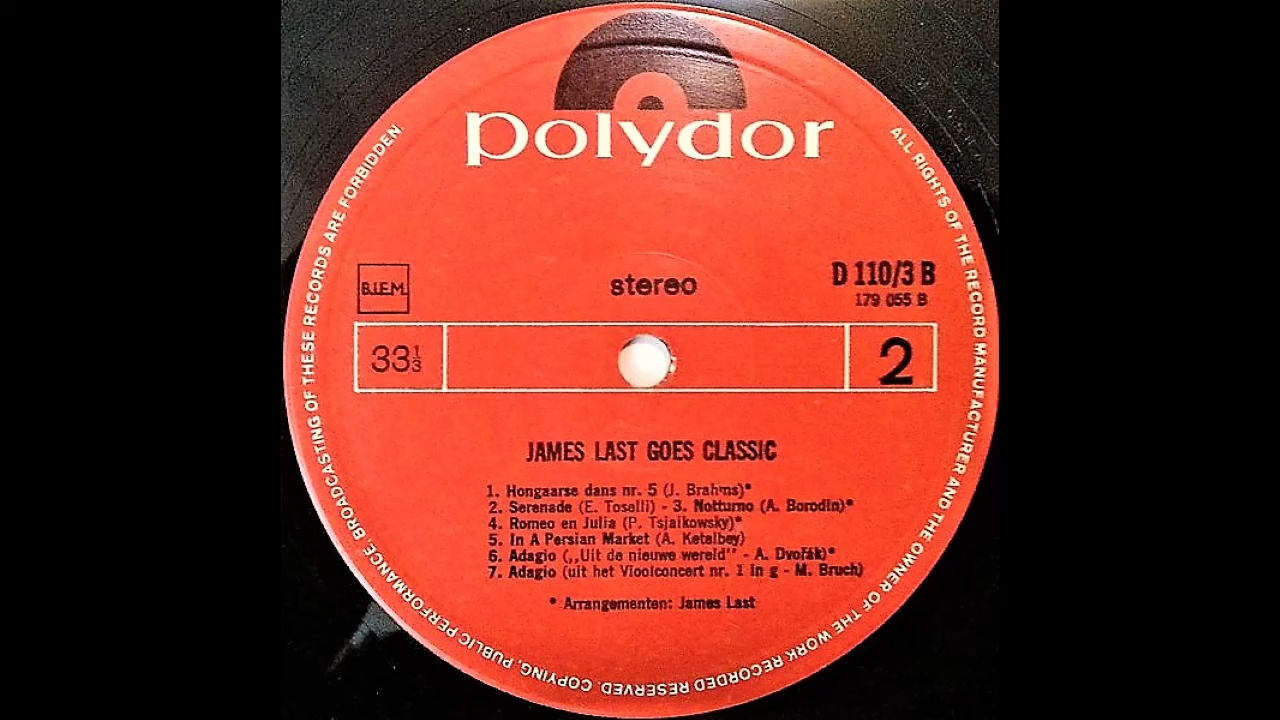 polydor
BROADCASTING OF THESE RECORDS ARE FORBIDDEN
ALL RIGHTS OF THE RECORD MANUFACTURER AND THE OWNER OF THE WORK RECORDED RESERVED. COPYING, PUBLIC PERFORMANCE,
B.I.E.M.
stereo
D 110/3 B
179 055 B
33 1/3
2
JAMES LAST GOES CLASSIC
1. Hongaarse dans nr. 5 (J. Brahms)*
2. Serenade (E. Toselli) - 3. Notturno (A. Borodin)*
4. Romeo en Julia (P. Tsjaikowsky)*
5. In A Persian Market (A. Ketelbey)
6. Adagio (,,Uit de nieuwe wereld" - A. Dvořák)*
7. Adagio (uit het Vioolconcert nr. 1 in g - M. Bruch)
* Arrangementen: James Last